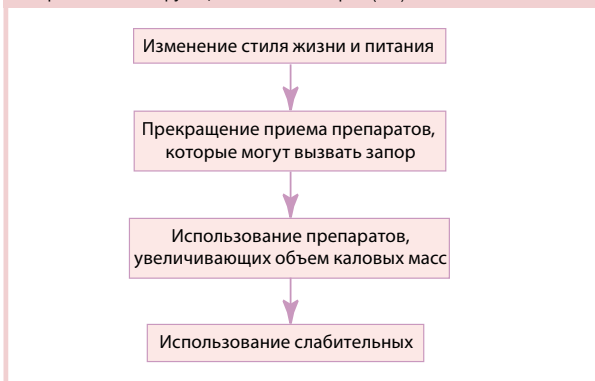 Изменение стиля жизни и питания
Прекращение приема препаратов,
которые могут вызвать запор
Использование препаратов,
увеличивающих объем каловых масс
Использование слабительных